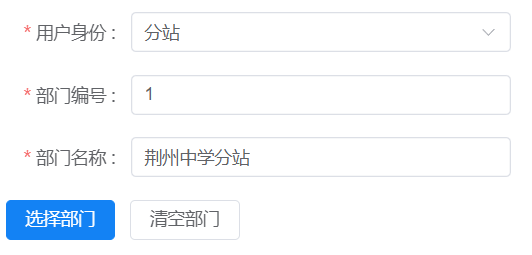 * 用户身份： 分站
* 部门编号： 1
* 部门名称： 荆州中学分站
选择部门 清空部门